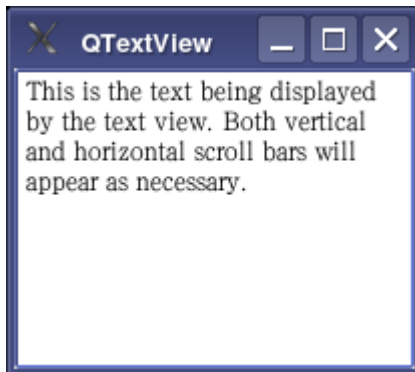 QTextView
This is the text being displayed
by the text view. Both vertical
and horizontal scroll bars will
appear as necessary.